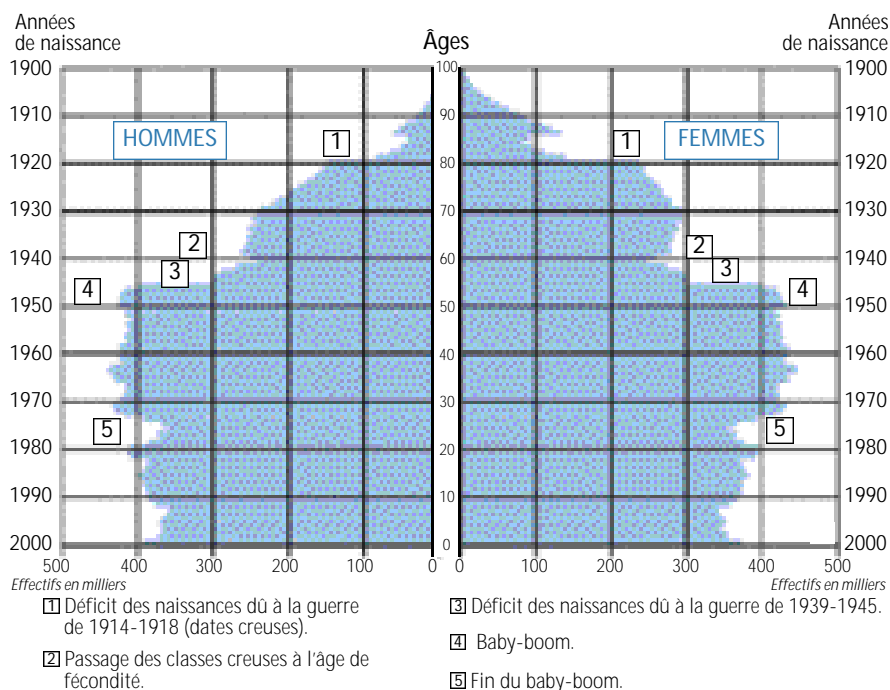 Années
de naissance
Âges
Années
de naissance
1900 100 1900
1910 90 1910
HOMMES 1 1 FEMMES
1920 80 1920
1930 70 1930
2 2
1940 60 1940
3 3
4 4
1950 50 1950
1960 40 1960
1970 30 1970
5 5
1980 20 1980
1990 10 1990
2000 0 2000
500 400 300 200 100 0 0 100 200 300 400 500
Effectifs en milliers Effectifs en milliers
1 Déficit des naissances dû à la guerre
de 1914-1918 (dates creuses).
2 Passage des classes creuses à l'âge de
fécondité.
3 Déficit des naissances dû à la guerre de 1939-1945.
4 Baby-boom.
5 Fin du baby-boom.